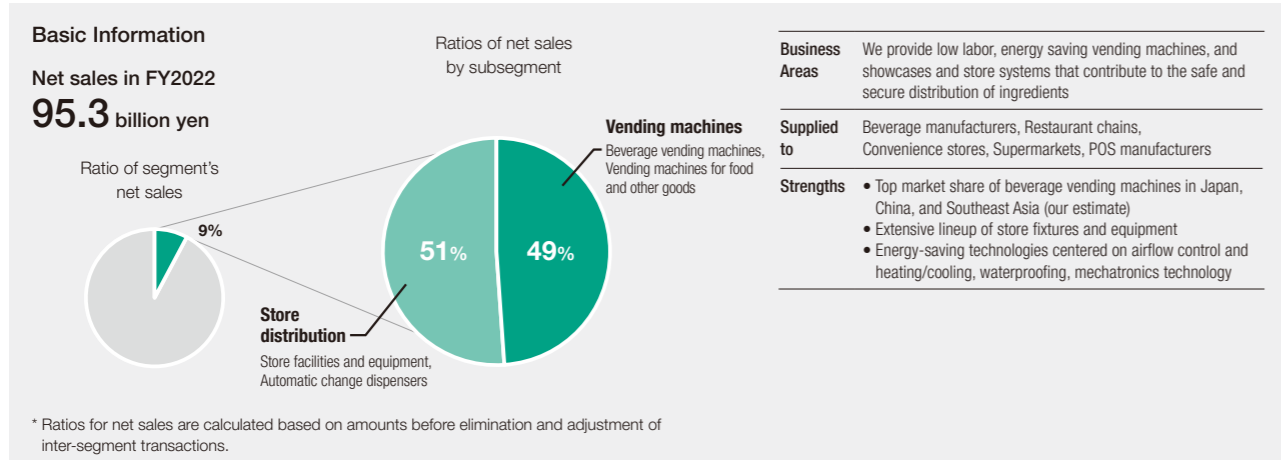 Basic Information
Net sales in FY2022
95.3 billion yen
Ratio of segment's
net sales
9%
Ratios of net sales
by subsegment
51%
49%
Vending machines
Beverage vending machines,
Vending machines for food
and other goods
Store
distribution
Store facilities and equipment,
Automatic change dispensers
* Ratios for net sales are calculated based on amounts before elimination and adjustment of
inter-segment transactions.
Business
Areas
We provide low labor, energy saving vending machines, and
showcases and store systems that contribute to the safe and
secure distribution of ingredients
Supplied
to
Beverage manufacturers, Restaurant chains,
Convenience stores, Supermarkets, POS manufacturers
Strengths
• Top market share of beverage vending machines in Japan,
China, and Southeast Asia (our estimate)
• Extensive lineup of store fixtures and equipment
• Energy-saving technologies centered on airflow control and
heating/cooling, waterproofing, mechatronics technology